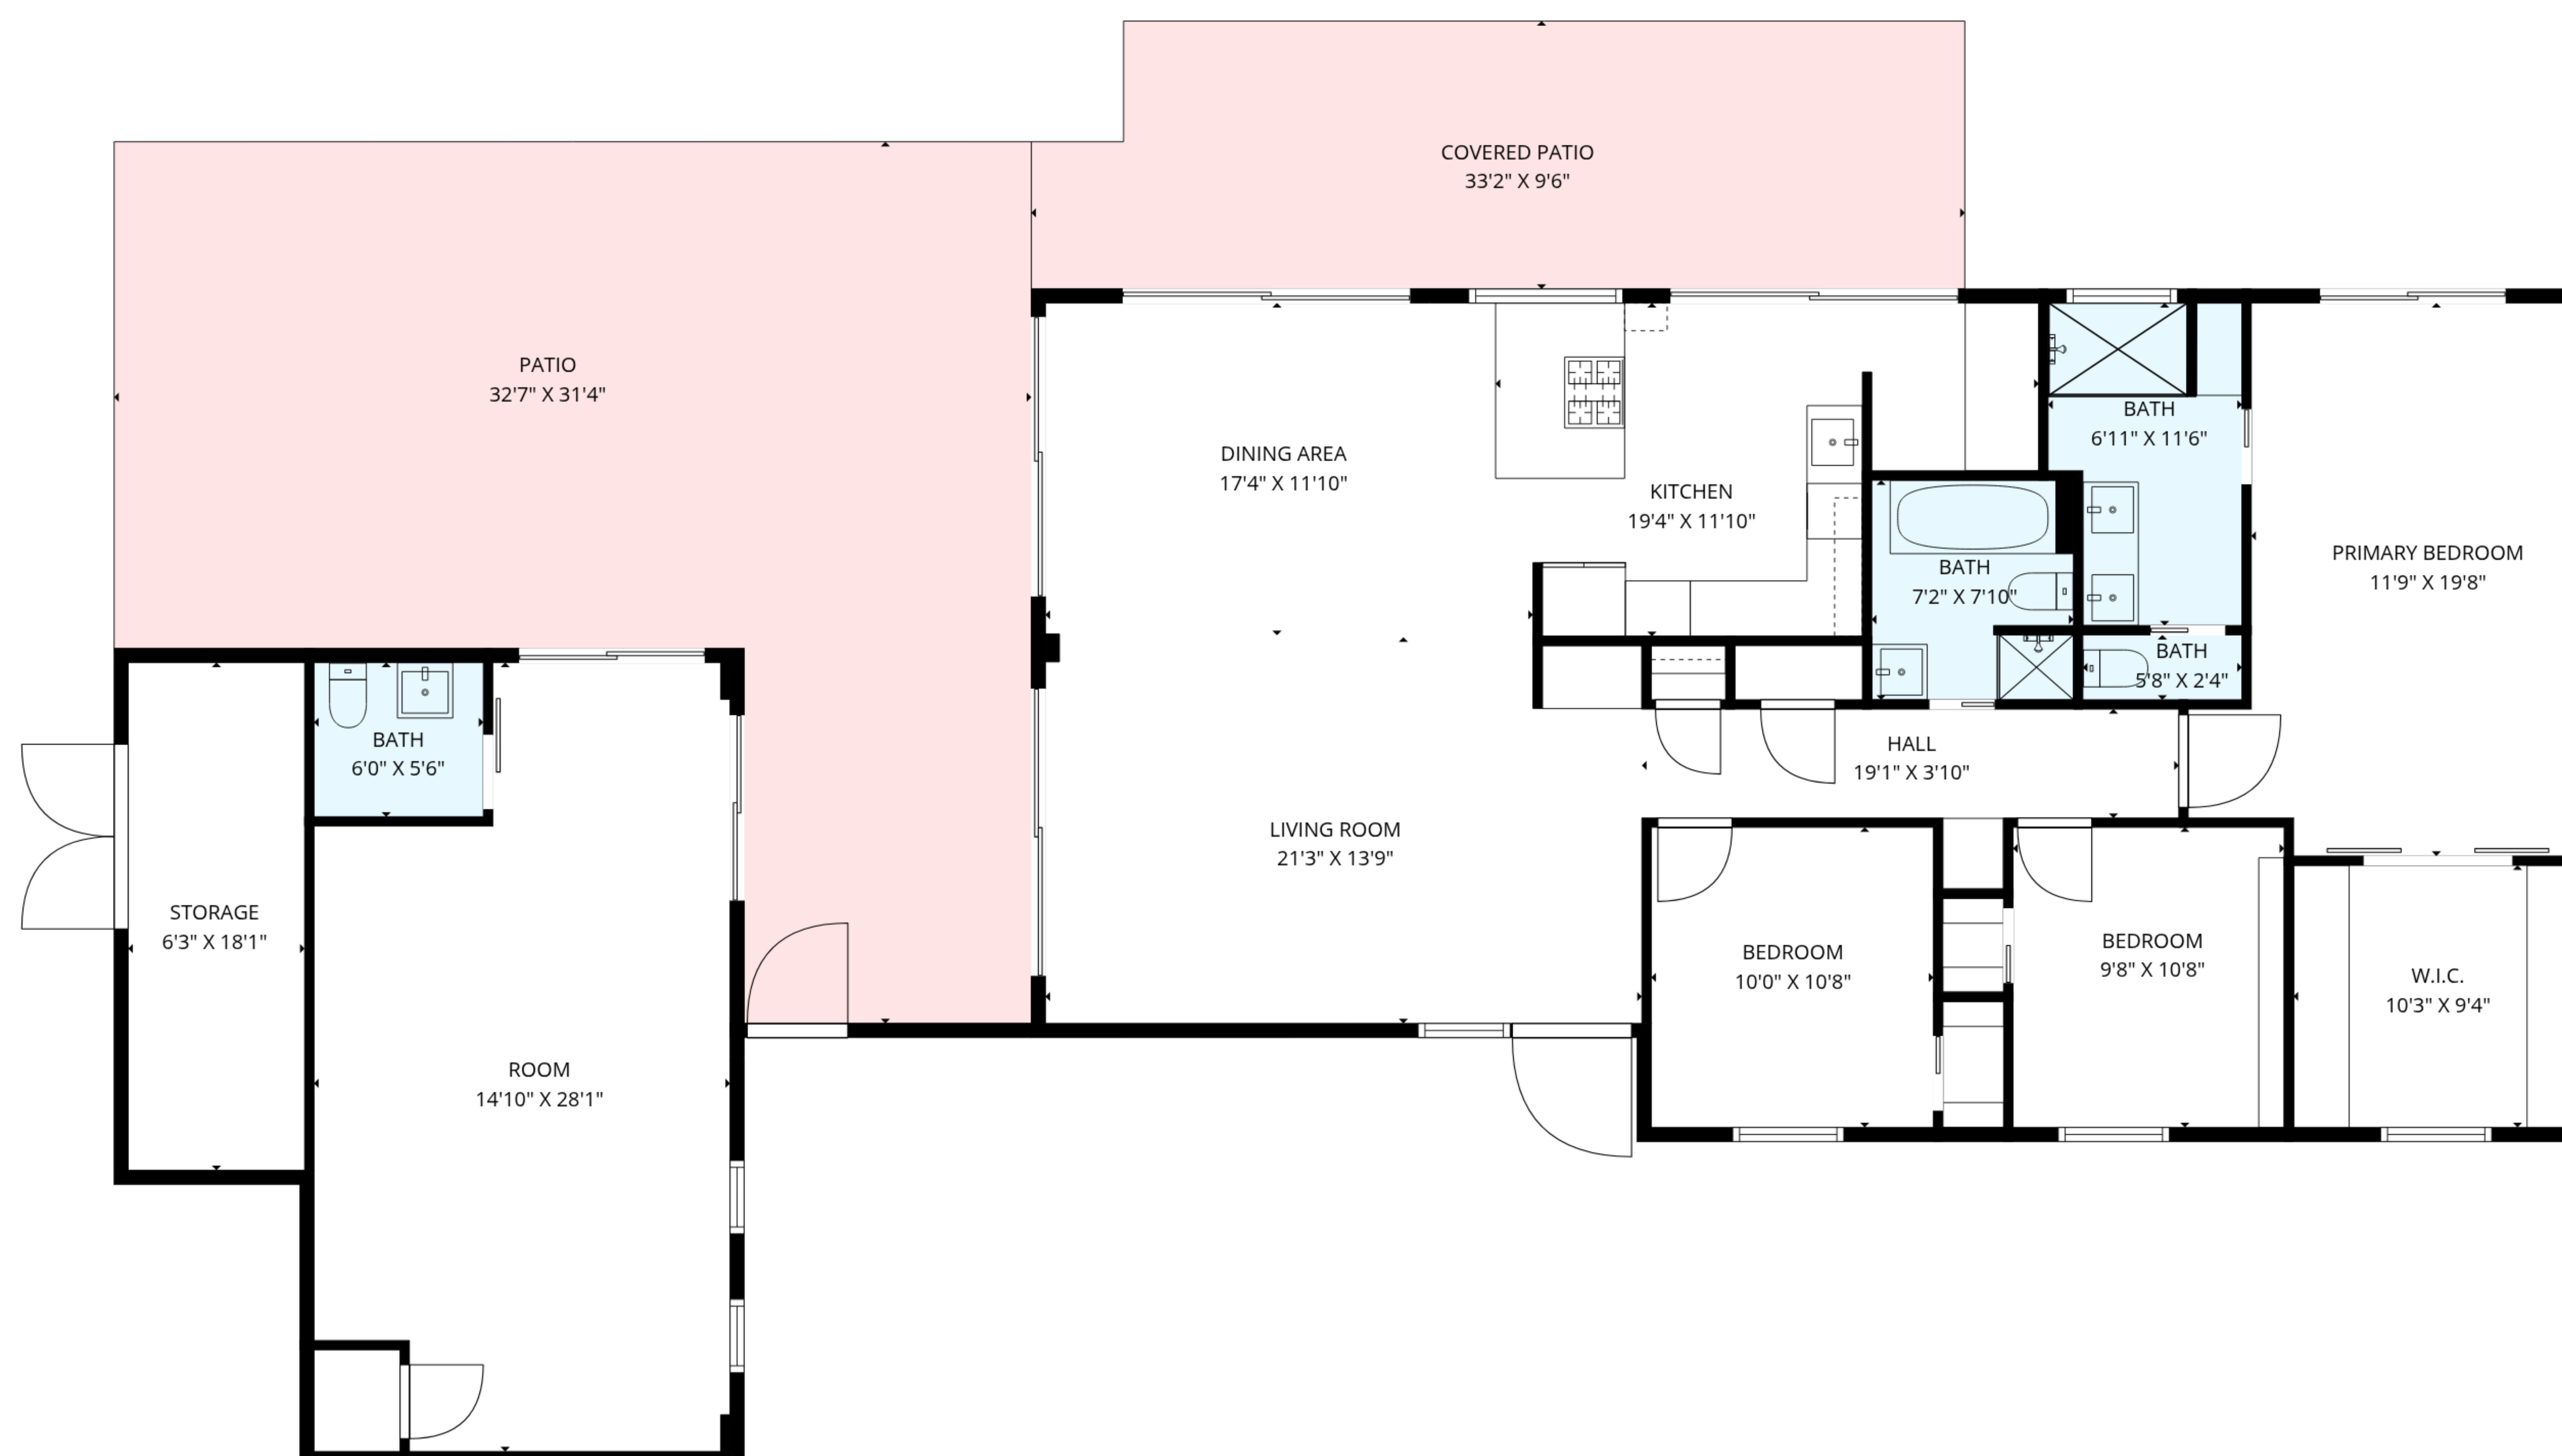 COVERED PATIO
33'2" X 9'6"
PATIO
32'7" X 31'4"
DINING AREA
17'4" X 11'10"
KITCHEN
19'4" X 11'10"
BATH
6'11" X 11'6"
BATH
7'2" X 7'10"
PRIMARY BEDROOM
11'9" X 19'8"
BATH
5'8" X 2'4"
BATH
6'0" X 5'6"
HALL
19'1" X 3'10"
LIVING ROOM
21'3" X 13'9"
STORAGE
6'3" X 18'1"
BEDROOM
10'0" X 10'8"
BEDROOM
9'8" X 10'8"
W.I.C.
10'3" X 9'4"
ROOM
14'10" X 28'1"